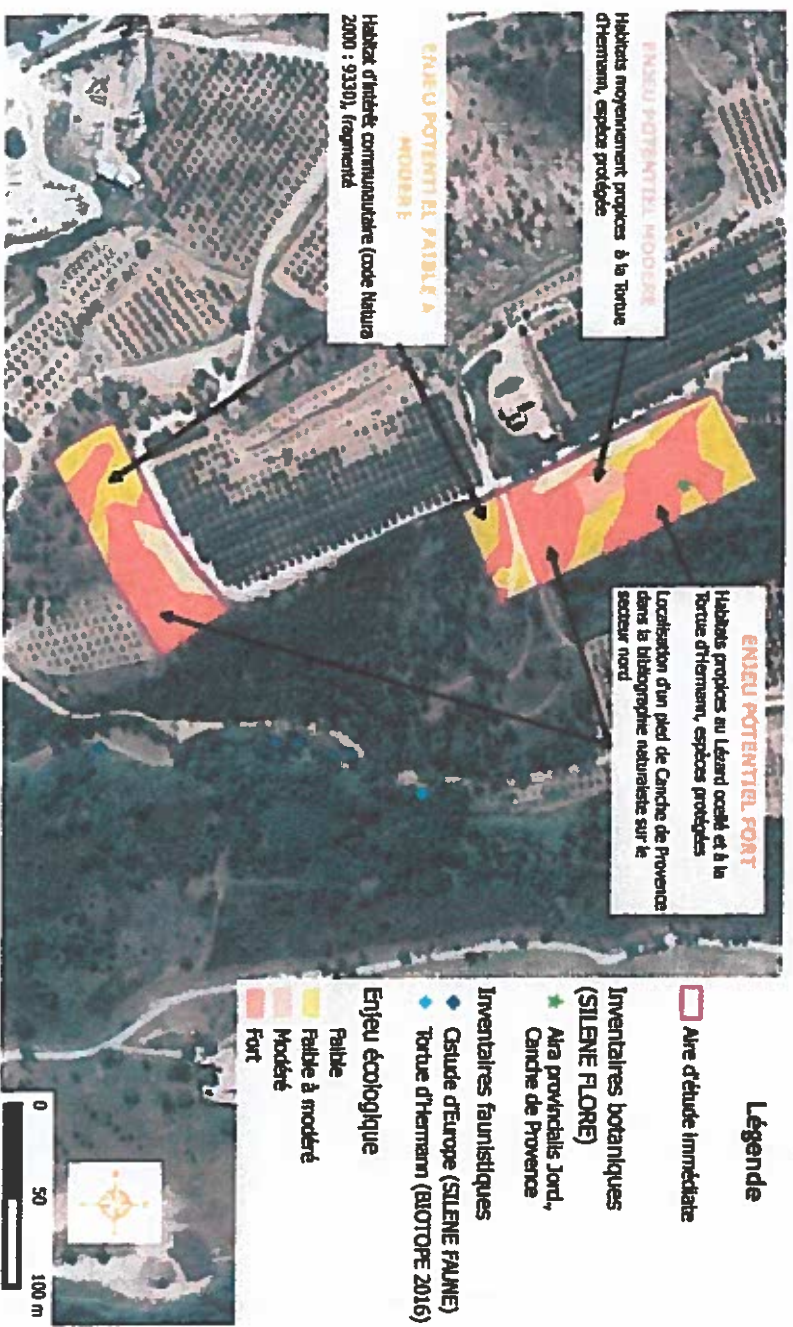 ENJEU POTENTIEL MODERE
Habitats moyennement propices à la Tortue
d'Hermann, espèce protégée
ENJEU POTENTIEL FAIBLE A
MODERE
Habitat d'intérêt communautaire (code Natura
2000 : 9330), fragmenté
ENJEU POTENTIEL FORT
Habitats propices au Lézard ocellé et à la
Tortue d'Hermann, espèces protégées
Localisation d'un pied de Canche de Provence
dans la bibliographie naturaliste sur le
secteur nord
Légende
Aire d'étude immédiate
Inventaires botaniques
(SILENE FLORE)
Aira provincialis Jord.,
Canche de Provence
Inventaires faunistiques
Cistude d'Europe (SILENE FAUNE)
Tortue d'Hermann (BIOTOPE 2016)
Enjeu écologique
Faible
Faible à modéré
Modéré
Fort
0 50 100 m